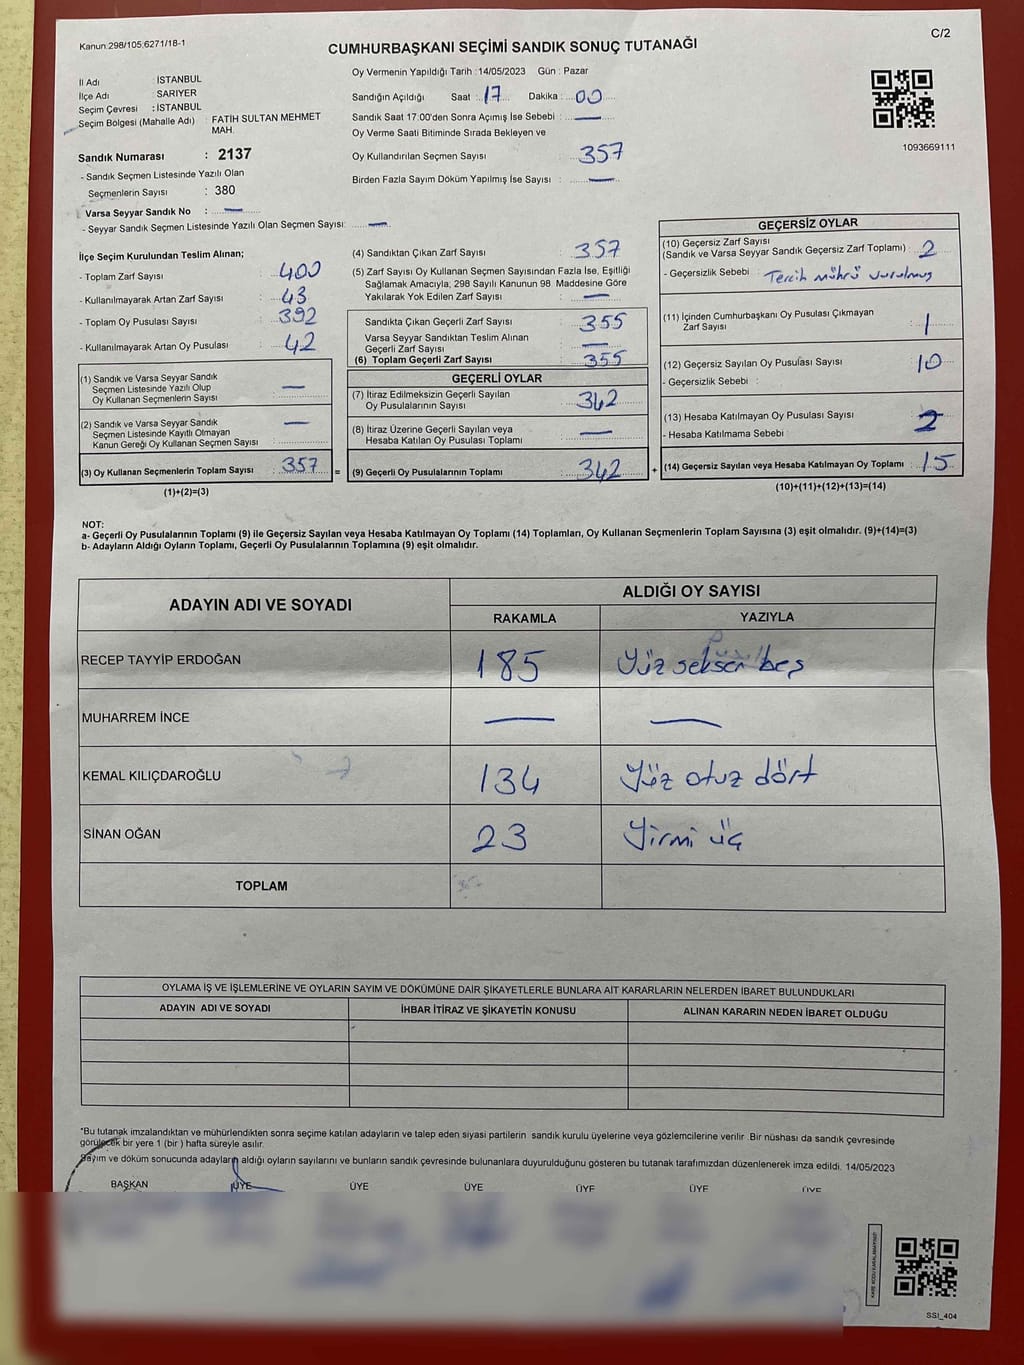 Kanun:298/105;6271/18-1
C/2
CUMHURBAŞKANI SEÇİMİ SANDIK SONUÇ TUTANAĞI
İl Adı : İSTANBUL
İlçe Adı : SARIYER
Seçim Çevresi : İSTANBUL
Seçim Bölgesi (Mahalle Adı) : FATİH SULTAN MEHMET
MAH.
Sandık Numarası : 2137
- Sandık Seçmen Listesinde Yazılı Olan
Seçmenlerin Sayısı : 380
Varsa Seyyar Sandık No : —
- Seyyar Sandık Seçmen Listesinde Yazılı Olan Seçmen Sayısı: —
Oy Vermenin Yapıldığı Tarih : 14/05/2023 Gün : Pazar
Sandığın Açıldığı Saat : 17 Dakika : 00
Sandık Saat 17:00'den Sonra Açımış İse Sebebi : —
Oy Verme Saati Bitiminde Sırada Bekleyen ve
Oy Kullandırılan Seçmen Sayısı : 357
Birden Fazla Sayım Döküm Yapılmış İse Sayısı : —
1093669111
İlçe Seçim Kurulundan Teslim Alınan;
- Toplam Zarf Sayısı : 400
- Kullanılmayarak Artan Zarf Sayısı : 43
- Toplam Oy Pusulası Sayısı : 392
- Kullanılmayarak Artan Oy Pusulası : 42
(1) Sandık ve Varsa Seyyar Sandık
Seçmen Listesinde Yazılı Olup
Oy Kullanan Seçmenlerin Sayısı : —
(2) Sandık ve Varsa Seyyar Sandık
Seçmen Listesinde Kayıtlı Olmayan
Kanun Gereği Oy Kullanan Seçmen Sayısı : —
(3) Oy Kullanan Seçmenlerin Toplam Sayısı : 357
(1)+(2)=(3)
=
(4) Sandıktan Çıkan Zarf Sayısı : 357
(5) Zarf Sayısı Oy Kullanan Seçmen Sayısından Fazla İse, Eşitliği
Sağlamak Amacıyla, 298 Sayılı Kanunun 98 Maddesine Göre
Yakılarak Yok Edilen Zarf Sayısı : —
Sandıkta Çıkan Geçerli Zarf Sayısı : 355
Varsa Seyyar Sandıktan Teslim Alınan
Geçerli Zarf Sayısı : —
(6) Toplam Geçerli Zarf Sayısı : 355
GEÇERLİ OYLAR
(7) İtiraz Edilmeksizin Geçerli Sayılan
Oy Pusulalarının Sayısı : 342
(8) İtiraz Üzerine Geçerli Sayılan veya
Hesaba Katılan Oy Pusulası Toplamı : —
(9) Geçerli Oy Pusulalarının Toplamı : 342
+
GEÇERSİZ OYLAR
(10) Geçersiz Zarf Sayısı
(Sandık ve Varsa Seyyar Sandık Geçersiz Zarf Toplamı) : 2
- Geçersizlik Sebebi : Tercih mührü vurulmuş
(11) İçinden Cumhurbaşkanı Oy Pusulası Çıkmayan
Zarf Sayısı : 1
(12) Geçersiz Sayılan Oy Pusulası Sayısı : 10
- Geçersizlik Sebebi :
(13) Hesaba Katılmayan Oy Pusulası Sayısı : 2
- Hesaba Katılmama Sebebi :
(14) Geçersiz Sayılan veya Hesaba Katılmayan Oy Toplamı : 15
(10)+(11)+(12)+(13)=(14)
NOT:
a- Geçerli Oy Pusulalarının Toplamı (9) ile Geçersiz Sayılan veya Hesaba Katılmayan Oy Toplamı (14) Toplamları, Oy Kullanan Seçmenlerin Toplam Sayısına (3) eşit olmalıdır. (9)+(14)=(3)
b- Adayların Aldığı Oyların Toplamı, Geçerli Oy Pusulalarının Toplamına (9) eşit olmalıdır.
ADAYIN ADI VE SOYADI
ALDIĞI OY SAYISI
RAKAMLA YAZIYLA
RECEP TAYYİP ERDOĞAN 185 Yüz seksen beş
MUHARREM İNCE — —
KEMAL KILIÇDAROĞLU 134 Yüz otuz dört
SİNAN OĞAN 23 Yirmi üç
TOPLAM
OYLAMA İŞ VE İŞLEMLERİNE VE OYLARIN SAYIM VE DÖKÜMÜNE DAİR ŞİKAYETLERLE BUNLARA AİT KARARLARIN NELERDEN İBARET BULUNDUKLARI
ADAYIN ADI VE SOYADI İHBAR İTİRAZ VE ŞİKAYETİN KONUSU ALINAN KARARIN NEDEN İBARET OLDUĞU
*Bu tutanak imzalandıktan ve mühürlendikten sonra seçime katılan adayların ve talep eden siyasi partilerin sandık kurulu üyelerine veya gözlemcilerine verilir. Bir nüshası da sandık çevresinde
görülecek bir yere 1 (bir ) hafta süreyle asılır.
Sayım ve döküm sonucunda adayların aldığı oyların sayılarını ve bunların sandık çevresinde bulunanlara duyurulduğunu gösteren bu tutanak tarafımızdan düzenlenerek imza edildi. 14/05/2023
BAŞKAN ÜYE ÜYE ÜYE ÜYE ÜYE ÜYE
SSI_404